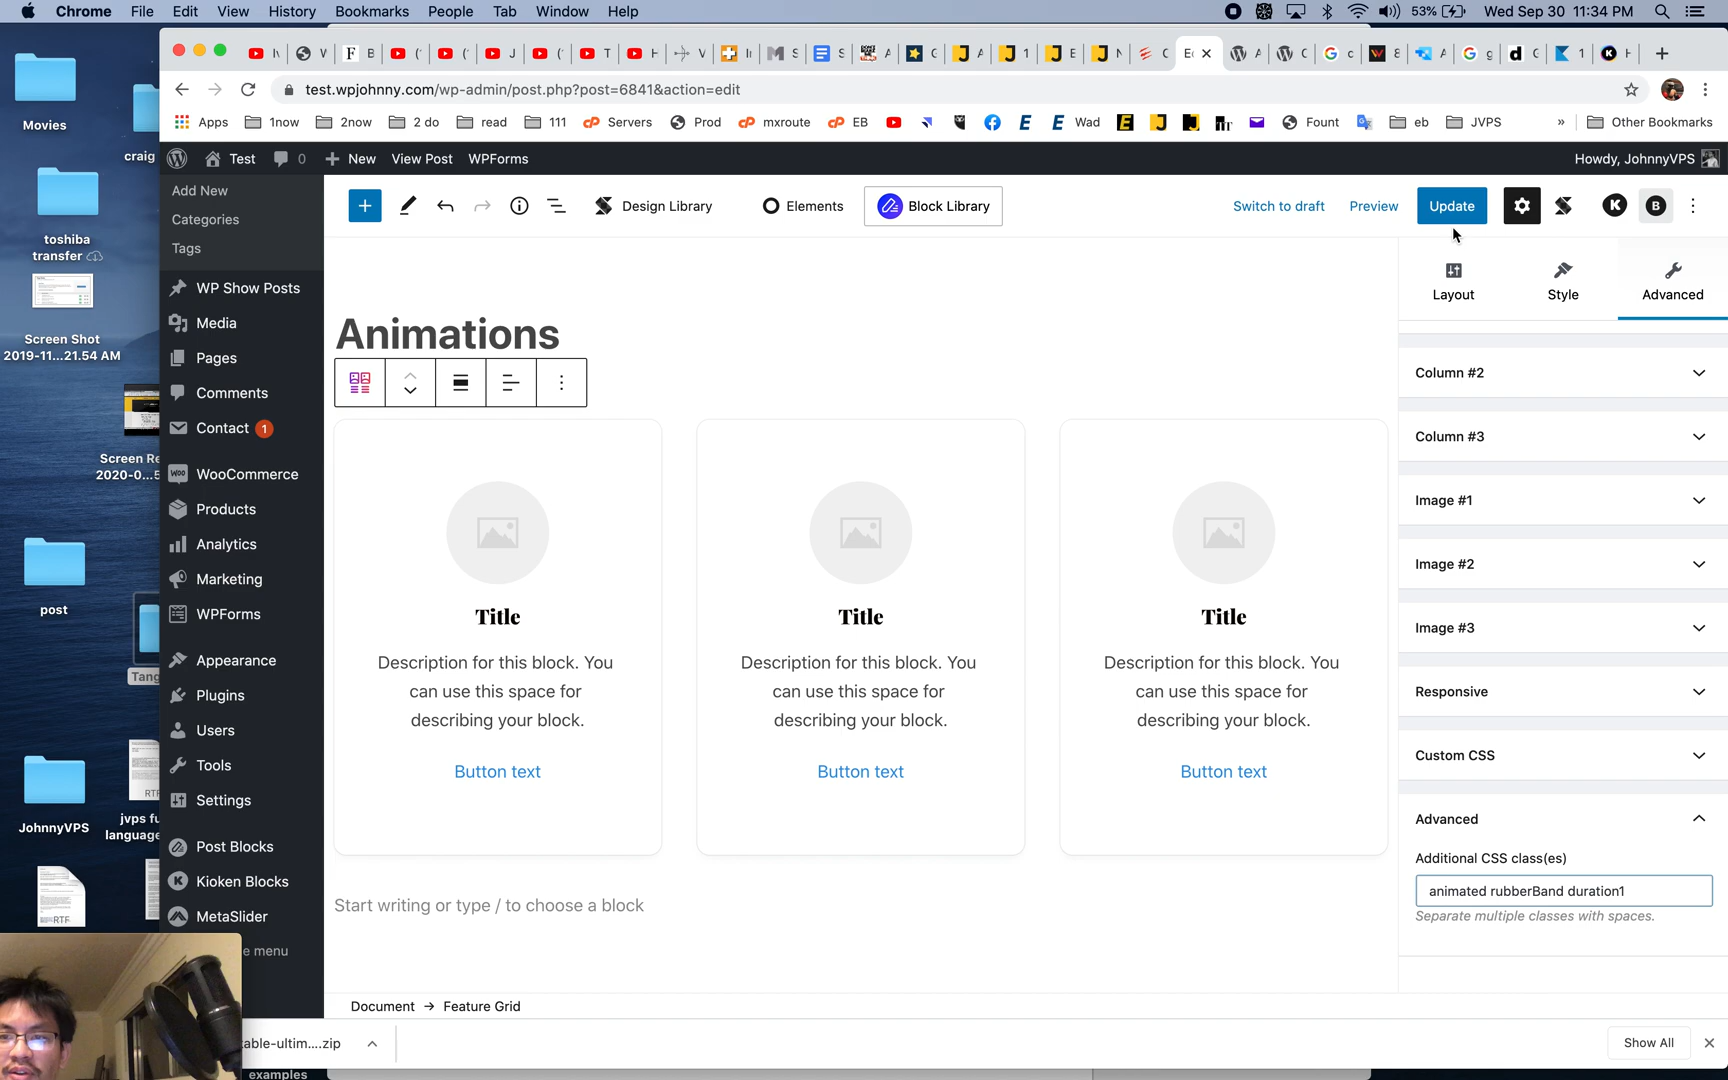 Chrome File Edit View History Bookmarks People Tab Window Help 53% Wed Sep 30 11:34 PM
test.wpjohnny.com/wp-admin/post.php?post=6841&action=edit
Apps 1now 2now 2 do read 111 Servers Prod mxroute EB Wad Fount eb JVPS » Other Bookmarks
Test 0 New View Post WPForms Howdy, JohnnyVPS
Movies
craig
toshiba
transfer
Screen Shot
2019-11...21.54 AM
Screen Re
2020-0...5
post
Tang
JohnnyVPS
jvps fu
language
RTF
Add New
Categories
Tags
WP Show Posts
Media
Pages
Comments
Contact 1
WooCommerce
Products
Analytics
Marketing
WPForms
Appearance
Plugins
Users
Tools
Settings
Post Blocks
Kioken Blocks
MetaSlider
e menu
Design Library Elements Block Library Switch to draft Preview Update
Animations
Title
Description for this block. You
can use this space for
describing your block.
Button text
Title
Description for this block. You
can use this space for
describing your block.
Button text
Title
Description for this block. You
can use this space for
describing your block.
Button text
Start writing or type / to choose a block
Layout Style Advanced
Column #2
Column #3
Image #1
Image #2
Image #3
Responsive
Custom CSS
Advanced
Additional CSS class(es)
animated rubberBand duration1
Separate multiple classes with spaces.
Document → Feature Grid
table-ultim....zip Show All
examples